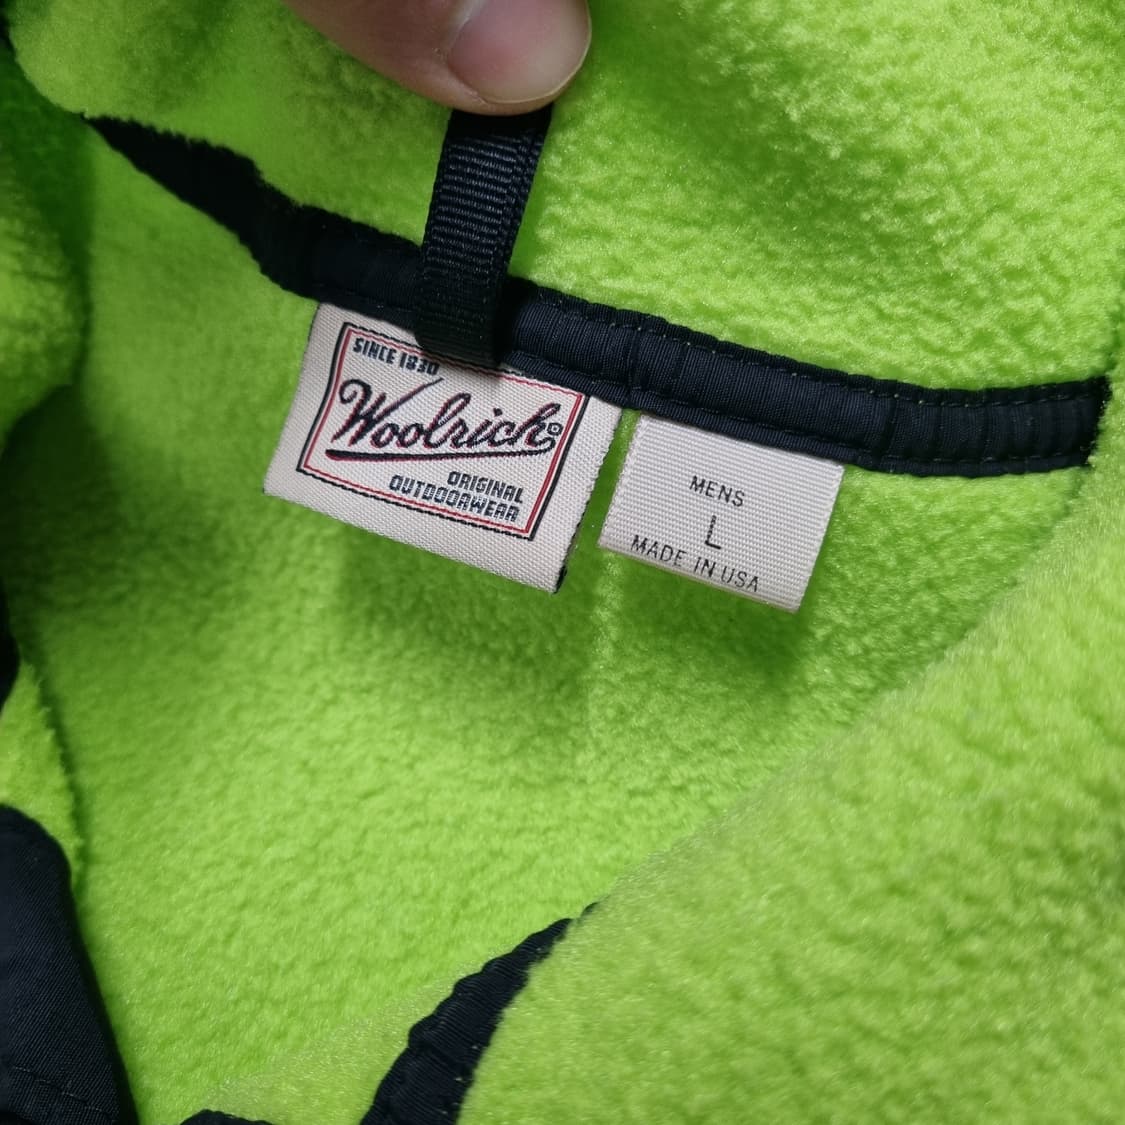 SINCE 1830
Woolrich®
ORIGINAL
OUTDOORWEAR
MENS
L
MADE IN USA